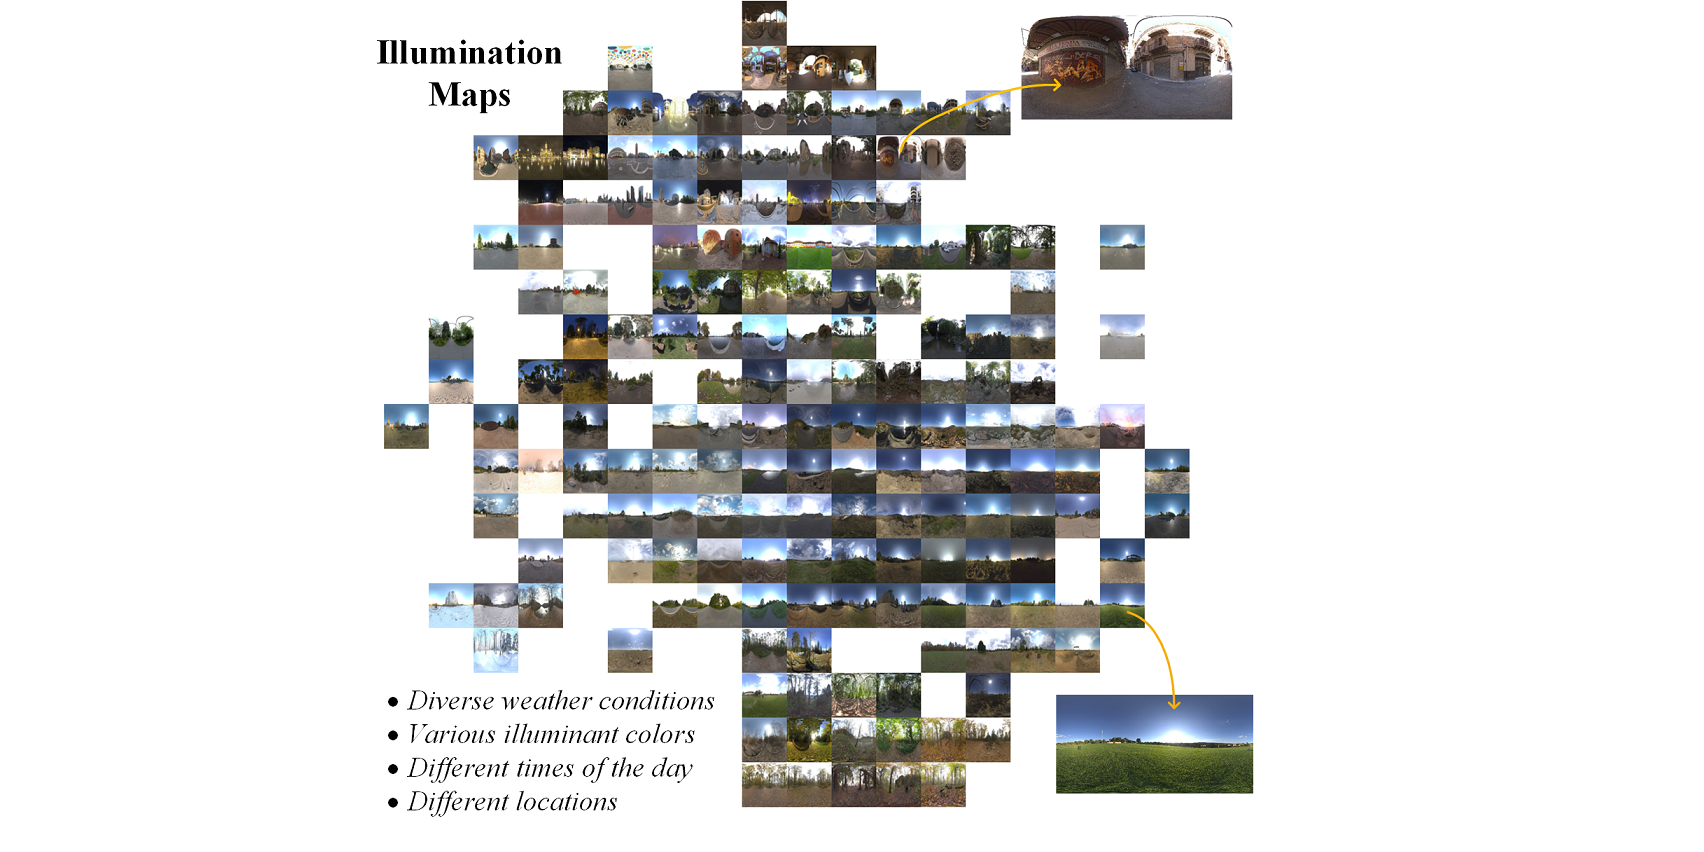 Illumination
Maps
• Diverse weather conditions
• Various illuminant colors
• Different times of the day
• Different locations